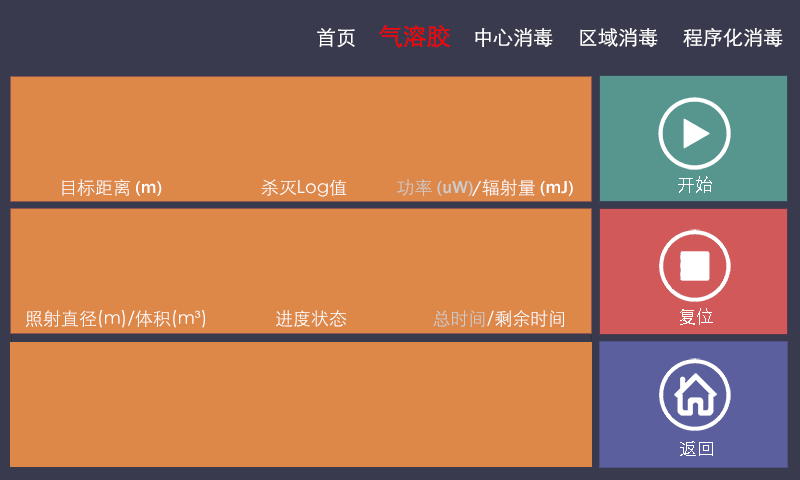 首页 气溶胶 中心消毒 区域消毒 程序化消毒
目标距离 (m) 杀灭Log值 功率 (uW)/辐射量 (mJ)
开始
照射直径(m)/体积(m³) 进度状态 总时间/剩余时间
复位
返回